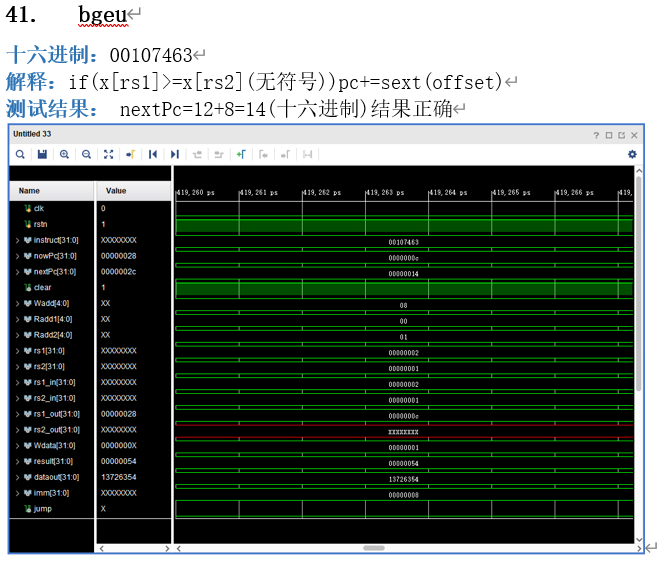 41. bgeu
十六进制：00107463
解释：if(x[rs1]>=x[rs2](无符号))pc+=sext(offset)
测试结果： nextPc=12+8=14(十六进制)结果正确
Untitled 33
Name Value
419,260 ps 419,261 ps 419,262 ps 419,263 ps 419,264 ps 419,265 ps 419,266 ps 419,
clk 0
rstn 1
instruct[31:0] XXXXXXXX 00107463
nowPc[31:0] 00000028 0000000c
nextPc[31:0] 0000002c 00000014
clear 1
Wadd[4:0] XX 08
Radd1[4:0] XX 00
Radd2[4:0] XX 01
rs1[31:0] XXXXXXXX 00000002
rs2[31:0] XXXXXXXX 00000001
rs1_in[31:0] XXXXXXXX 00000002
rs2_in[31:0] XXXXXXXX 00000001
rs1_out[31:0] 00000028 0000000c
rs2_out[31:0] XXXXXXXX XXXXXXXX
Wdata[31:0] 0000000X 00000001
result[31:0] 00000054 00000054
dataout[31:0] 13726354 13726354
imm[31:0] XXXXXXXX 00000008
jump X